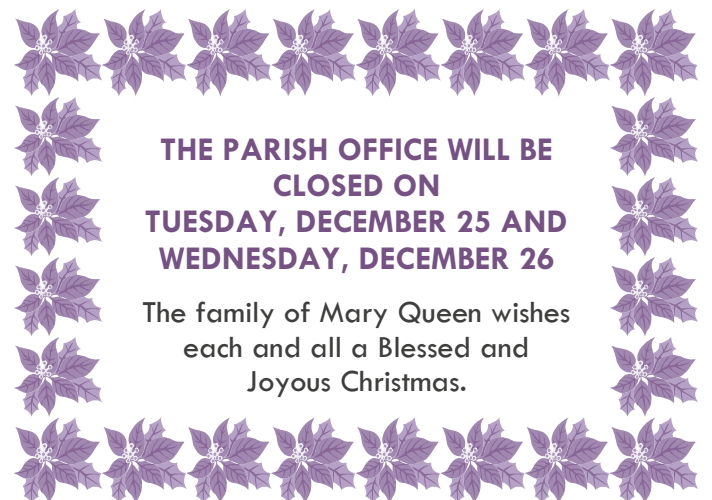 THE PARISH OFFICE WILL BE
CLOSED ON
TUESDAY, DECEMBER 25 AND
WEDNESDAY, DECEMBER 26
The family of Mary Queen wishes
each and all a Blessed and
Joyous Christmas.